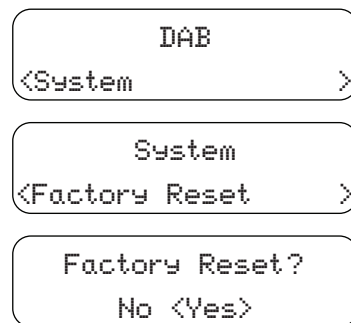 DAB
<System >
System
<Factory Reset >
Factory Reset?
No <Yes>